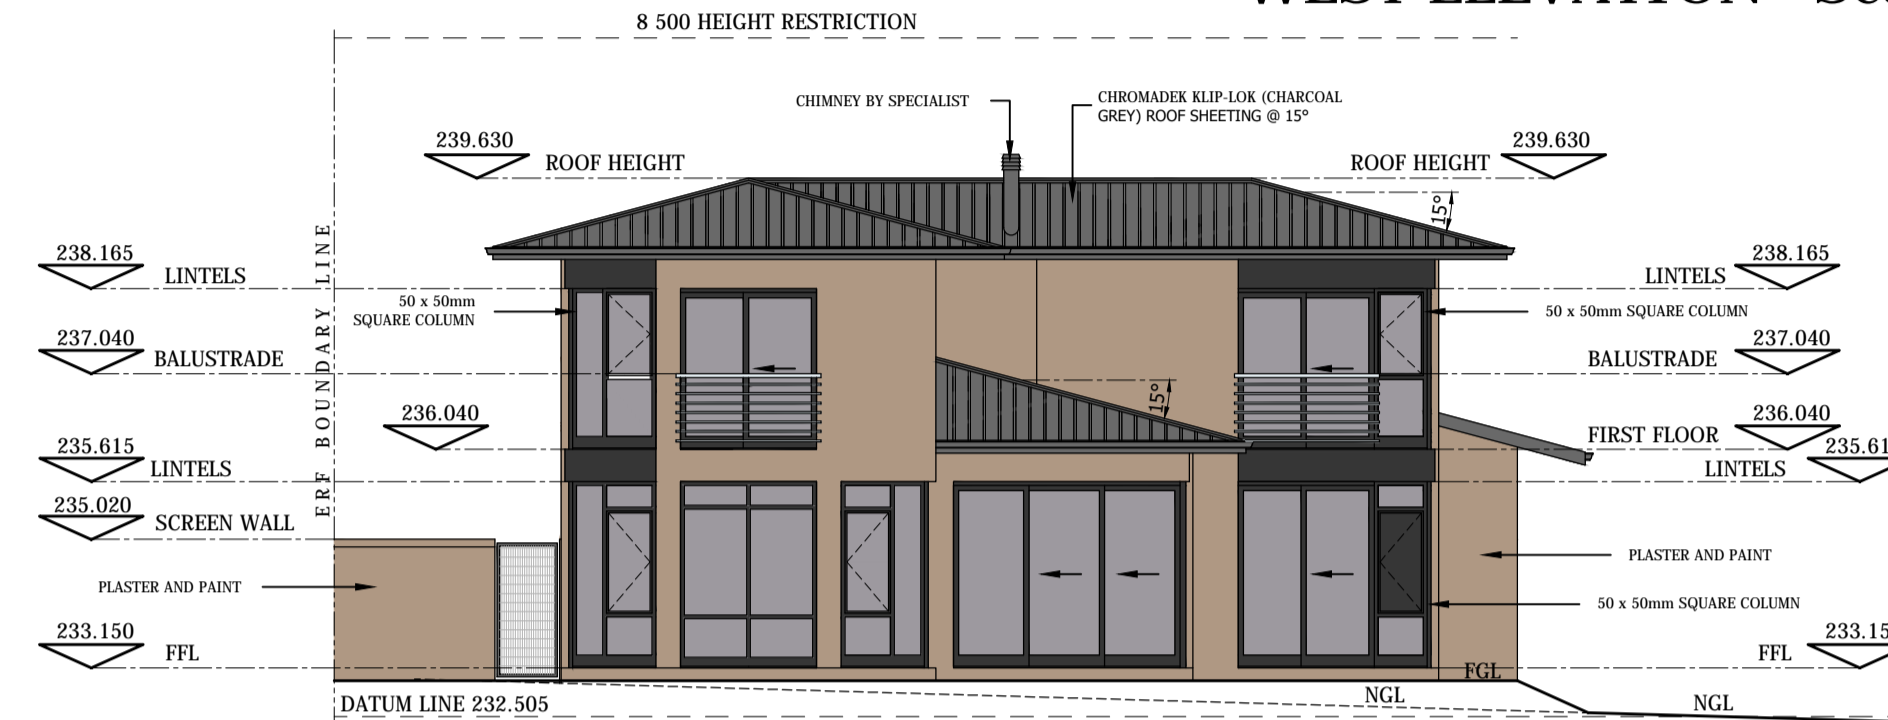 8 500 HEIGHT RESTRICTION
CHIMNEY BY SPECIALIST
CHROMADEK KLIP-LOK (CHARCOAL
GREY) ROOF SHEETING @ 15°
239.630
ROOF HEIGHT
ROOF HEIGHT
239.630
15°
ERF BOUNDARY LINE
238.165
LINTELS
LINTELS
238.165
50 x 50mm
SQUARE COLUMN
50 x 50mm SQUARE COLUMN
237.040
BALUSTRADE
BALUSTRADE
237.040
15°
236.040
FIRST FLOOR
236.040
235.615
LINTELS
LINTELS
235.61
235.020
SCREEN WALL
PLASTER AND PAINT
PLASTER AND PAINT
50 x 50mm SQUARE COLUMN
233.150
FFL
FFL
233.15
FGL
DATUM LINE 232.505
NGL
NGL